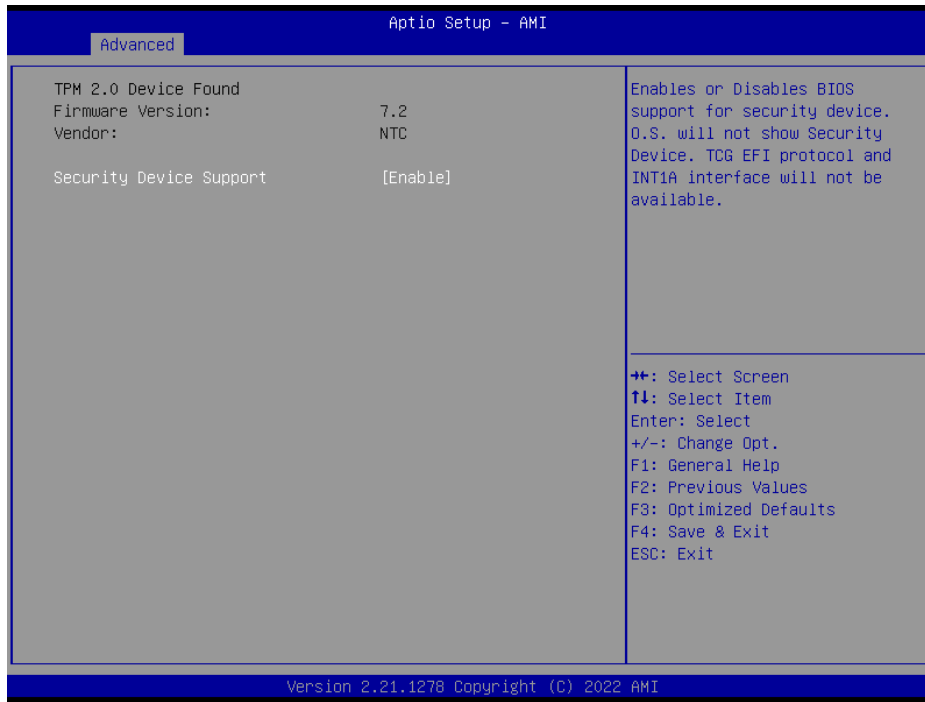 Aptio Setup - AMI
Advanced
TPM 2.0 Device Found
Firmware Version: 7.2
Vendor: NTC
Security Device Support [Enable]
Enables or Disables BIOS
support for security device.
O.S. will not show Security
Device. TCG EFI protocol and
INT1A interface will not be
available.
→←: Select Screen
↑↓: Select Item
Enter: Select
+/-: Change Opt.
F1: General Help
F2: Previous Values
F3: Optimized Defaults
F4: Save & Exit
ESC: Exit
Version 2.21.1278 Copyright (C) 2022 AMI